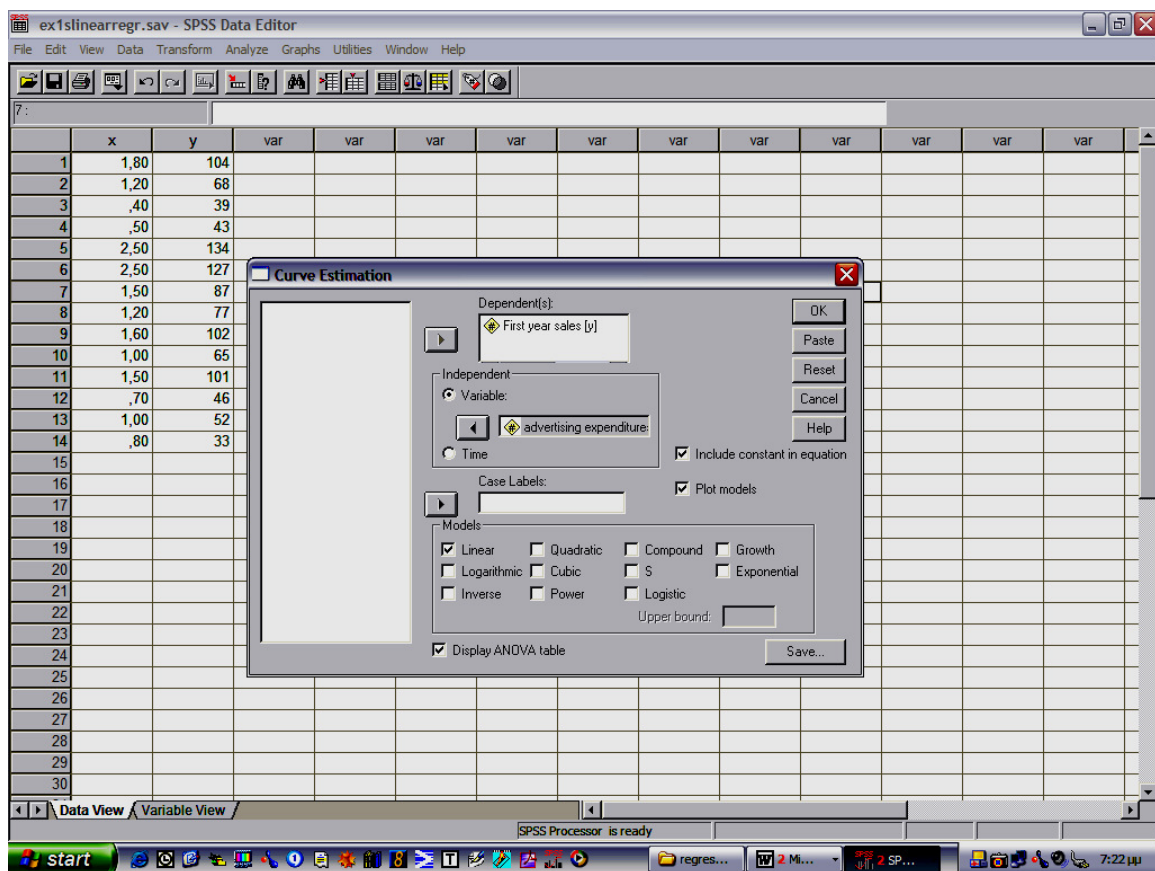 ex1slinearregr.sav - SPSS Data Editor
File Edit View Data Transform Analyze Graphs Utilities Window Help
7 :
x y var var var var var var var var var var var
1 1,80 104
2 1,20 68
3 ,40 39
4 ,50 43
5 2,50 134
6 2,50 127
7 1,50 87
8 1,20 77
9 1,60 102
10 1,00 65
11 1,50 101
12 ,70 46
13 1,00 52
14 ,80 33
15
16
17
18
19
20
21
22
23
24
25
26
27
28
29
30
Curve Estimation
Dependent(s):
First year sales [y]
Independent
Variable:
advertising expenditure
Time
Case Labels:
OK
Paste
Reset
Cancel
Help
Include constant in equation
Plot models
Models
Linear Quadratic Compound Growth
Logarithmic Cubic S Exponential
Inverse Power Logistic
Upper bound:
Display ANOVA table
Save...
Data View Variable View
SPSS Processor is ready
start regres... 2 Mi... 2 SP... 7:22 μμ